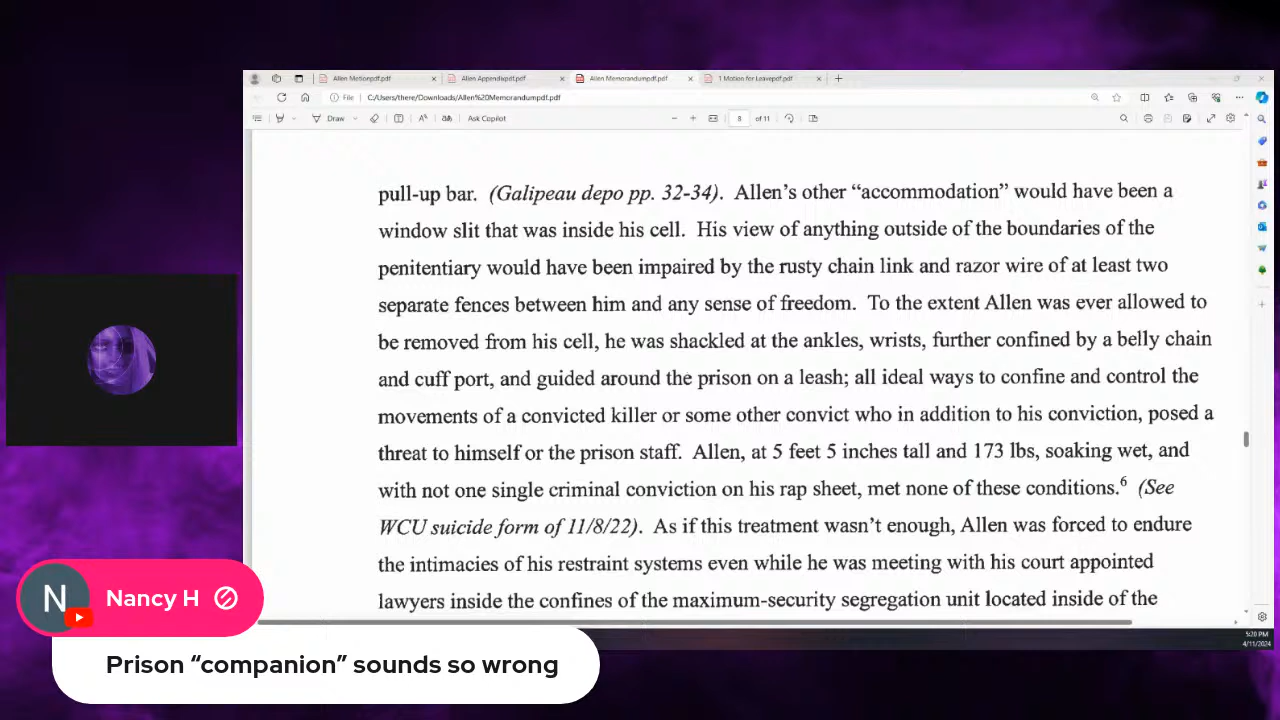 Allen Motionpdf.pdf
Allen Appendixpdf.pdf
Allen Memorandumpdf.pdf
1 Motion for Leavepdf.pdf
File
C:/Users/there/Downloads/Allen%20Memorandumpdf.pdf
Draw
Ask Copilot
8 of 11
pull-up bar. (Galipeau depo pp. 32-34). Allen’s other “accommodation” would have been a
window slit that was inside his cell. His view of anything outside of the boundaries of the
penitentiary would have been impaired by the rusty chain link and razor wire of at least two
separate fences between him and any sense of freedom. To the extent Allen was ever allowed to
be removed from his cell, he was shackled at the ankles, wrists, further confined by a belly chain
and cuff port, and guided around the prison on a leash; all ideal ways to confine and control the
movements of a convicted killer or some other convict who in addition to his conviction, posed a
threat to himself or the prison staff. Allen, at 5 feet 5 inches tall and 173 lbs, soaking wet, and
with not one single criminal conviction on his rap sheet, met none of these conditions.6 (See
WCU suicide form of 11/8/22). As if this treatment wasn’t enough, Allen was forced to endure
the intimacies of his restraint systems even while he was meeting with his court appointed
lawyers inside the confines of the maximum-security segregation unit located inside of the
N
Nancy H
Prison “companion” sounds so wrong
5:20 PM
4/11/2024